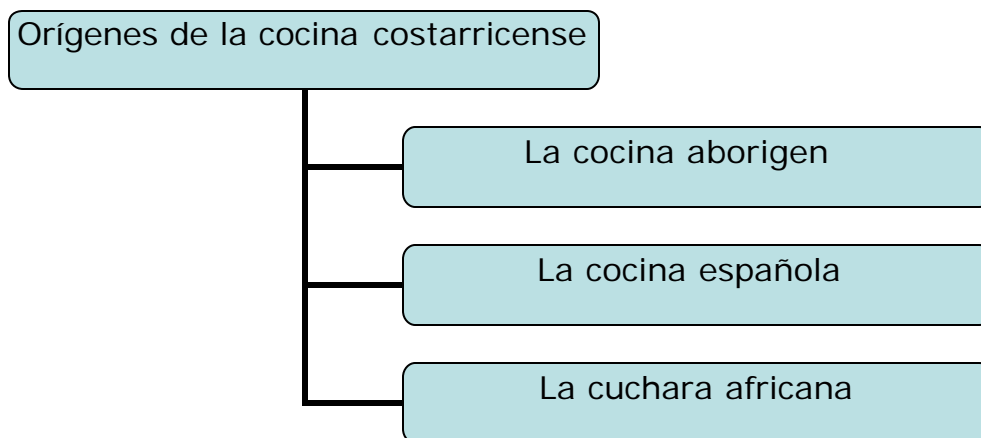 Orígenes de la cocina costarricense
La cocina aborigen
La cocina española
La cuchara africana